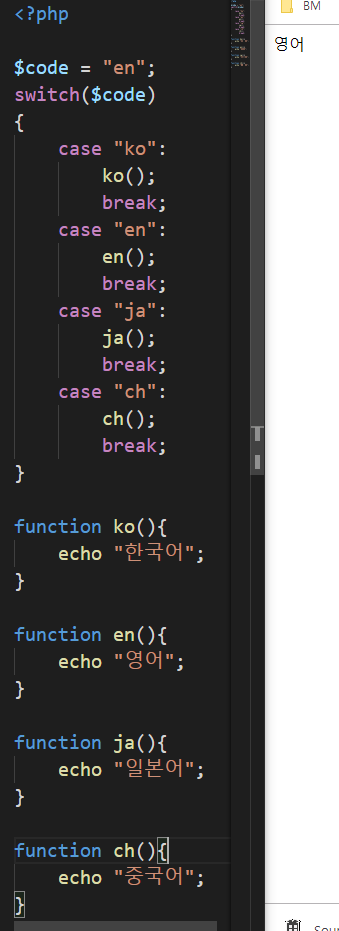 <?php
$code = "en";
switch($code)
{
case "ko":
ko();
break;
case "en":
en();
break;
case "ja":
ja();
break;
case "ch":
ch();
break;
}
function ko(){
echo "한국어";
}
function en(){
echo "영어";
}
function ja(){
echo "일본어";
}
function ch(){
echo "중국어";
}
BM
영어